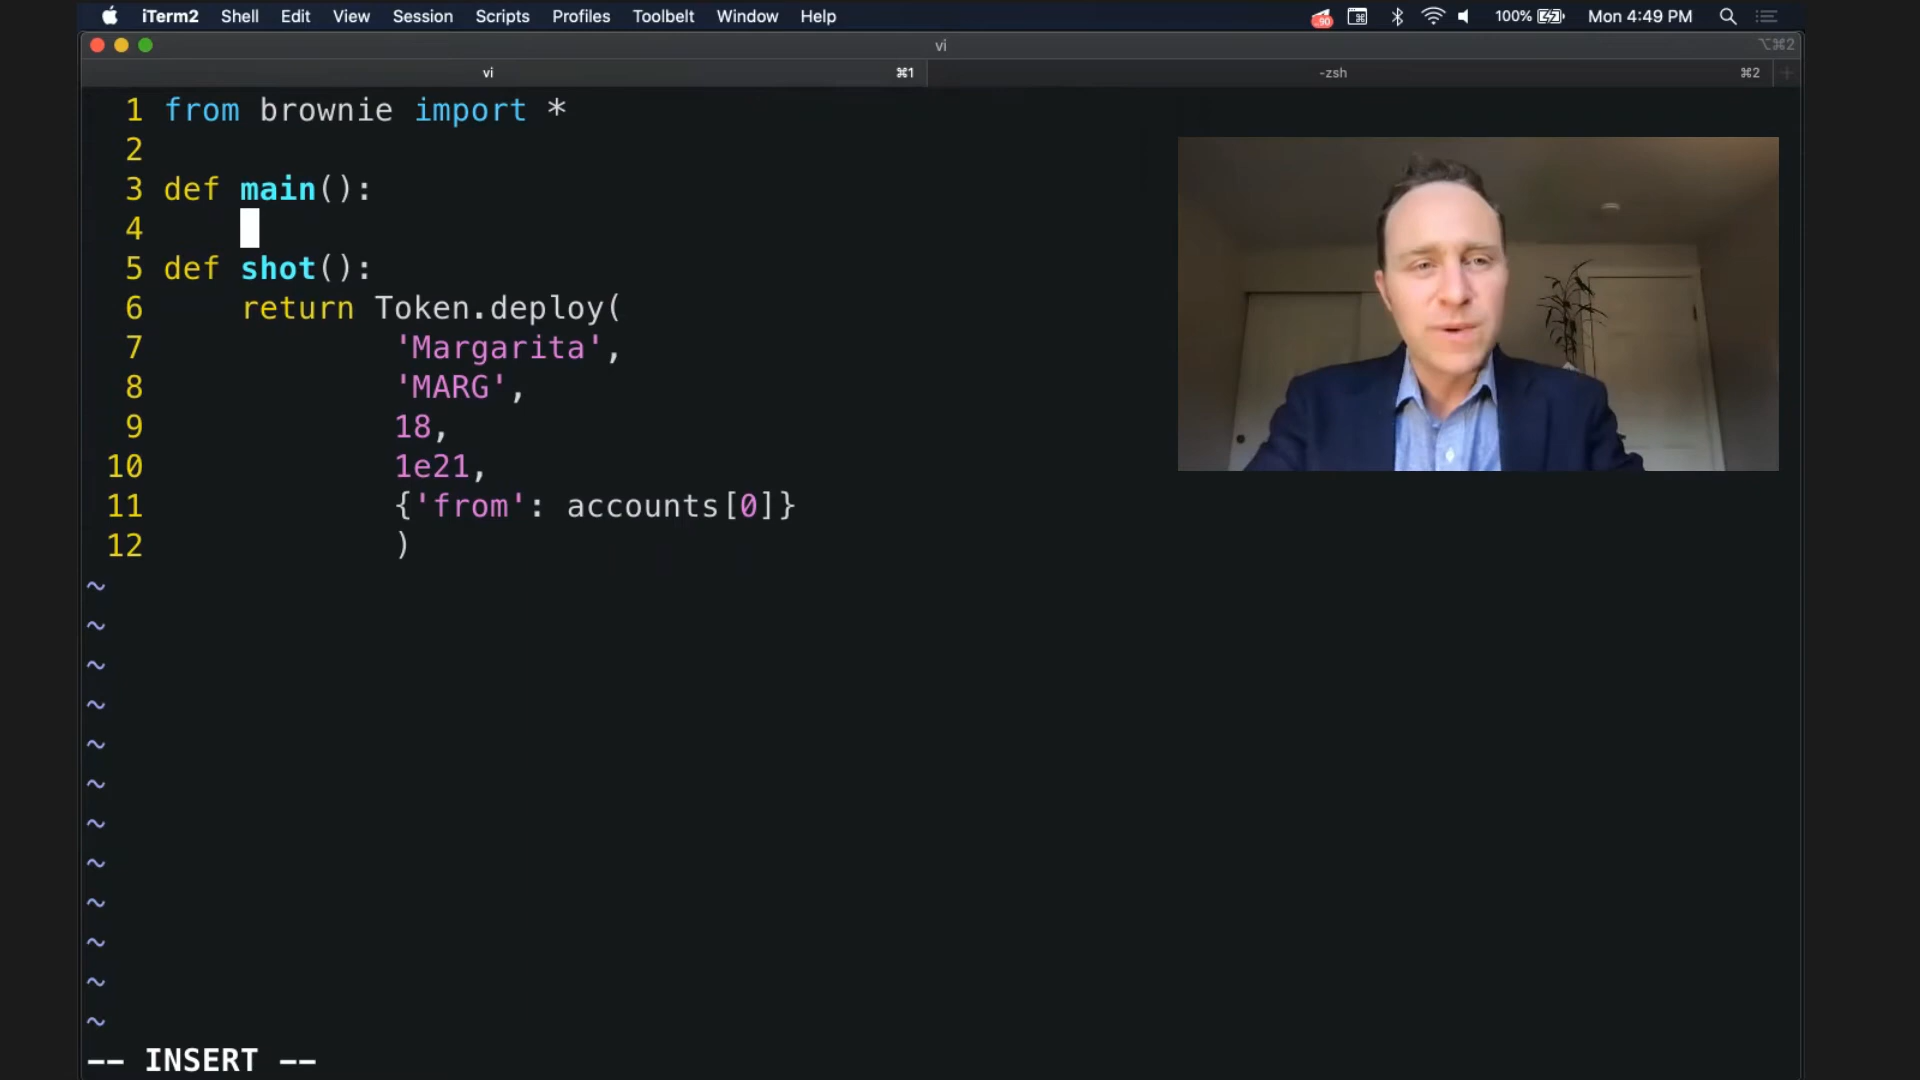 iTerm2 Shell Edit View Session Scripts Profiles Toolbelt Window Help 100% Mon 4:49 PM
vi ⌥⌘2
vi ⌘1 -zsh ⌘2
1 from brownie import *
2
3 def main():
4
5 def shot():
6     return Token.deploy(
7             'Margarita',
8             'MARG',
9             18,
10             1e21,
11             {'from': accounts[0]}
12             )
~
~
~
~
~
~
~
~
~
~
~
~
-- INSERT --